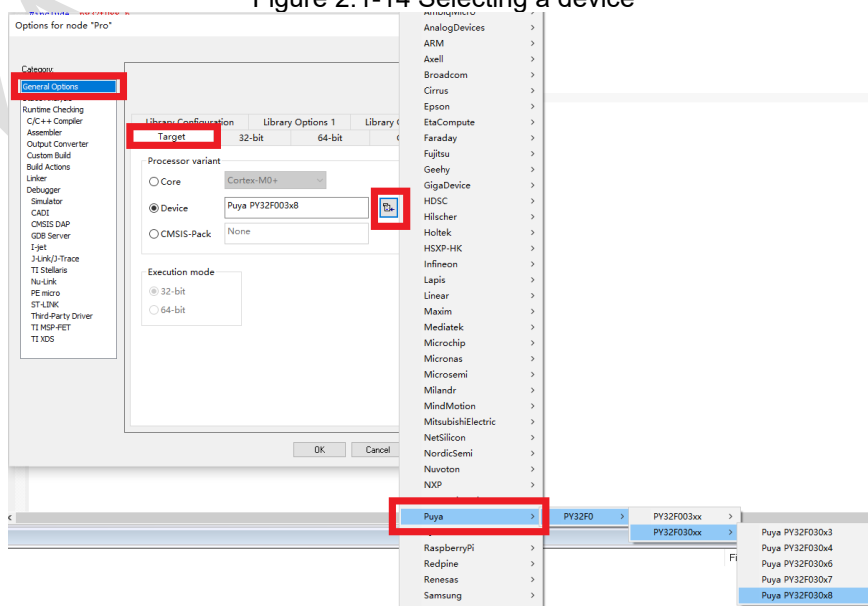 Figure 2.1-14 Selecting a device
Options for node "Pro"
Category:
General Options
Runtime Checking
C/C++ Compiler
Assembler
Output Converter
Custom Build
Build Actions
Linker
Debugger
Simulator
CADI
CMSIS DAP
GDB Server
I-jet
J-Link/J-Trace
TI Stellaris
Nu-Link
PE micro
ST-LINK
Third-Party Driver
TI MSP-FET
TI XDS
Library Configuration Library Options 1 Library
Target 32-bit 64-bit
Processor variant
Core Cortex-M0+
Device Puya PY32F003x8
CMSIS-Pack None
Execution mode
32-bit
64-bit
OK Cancel
AmbiqMicro
AnalogDevices >
ARM >
Axell >
Broadcom >
Cirrus >
Epson >
EtaCompute >
Faraday >
Fujitsu >
Geehy >
GigaDevice >
HDSC >
Hilscher >
Holtek >
HSXP-HK >
Infineon >
Lapis >
Linear >
Maxim >
Mediatek >
Microchip >
Micronas >
Microsemi >
Milandr >
MindMotion >
MitsubishiElectric >
NetSilicon >
NordicSemi >
Nuvoton >
NXP >
Puya >
RaspberryPi >
Redpine >
Renesas >
Samsung >
PY32F0 >
PY32F003xx >
PY32F030xx >
Puya PY32F030x3
Puya PY32F030x4
Puya PY32F030x6
Puya PY32F030x7
Puya PY32F030x8
Fi